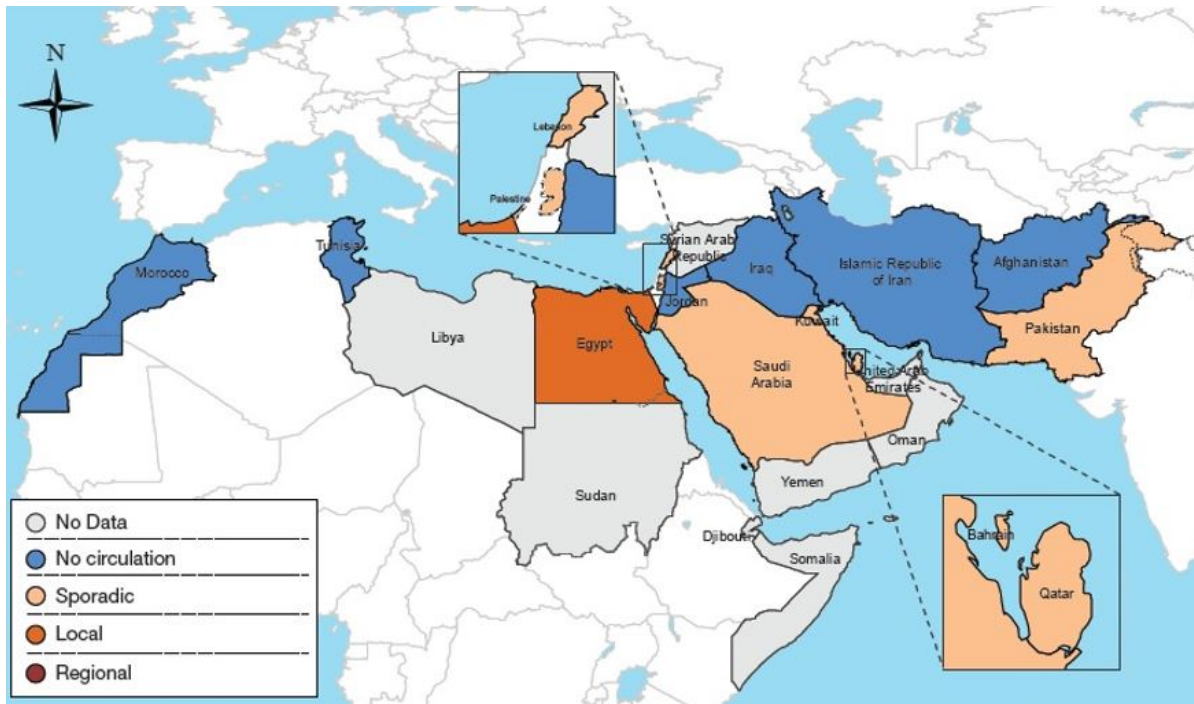 N
Lebanon
Palestine
Tunisia
Syrian Arab
Republic
Morocco
Iraq
Islamic Republic
of Iran
Afghanistan
Jordan
Libya
Egypt
Kuwait
Pakistan
Saudi
Arabia
United Arab
Emirates
Oman
Yemen
Sudan
Djibouti
Somalia
Bahrain
Qatar
No Data
No circulation
Sporadic
Local
Regional